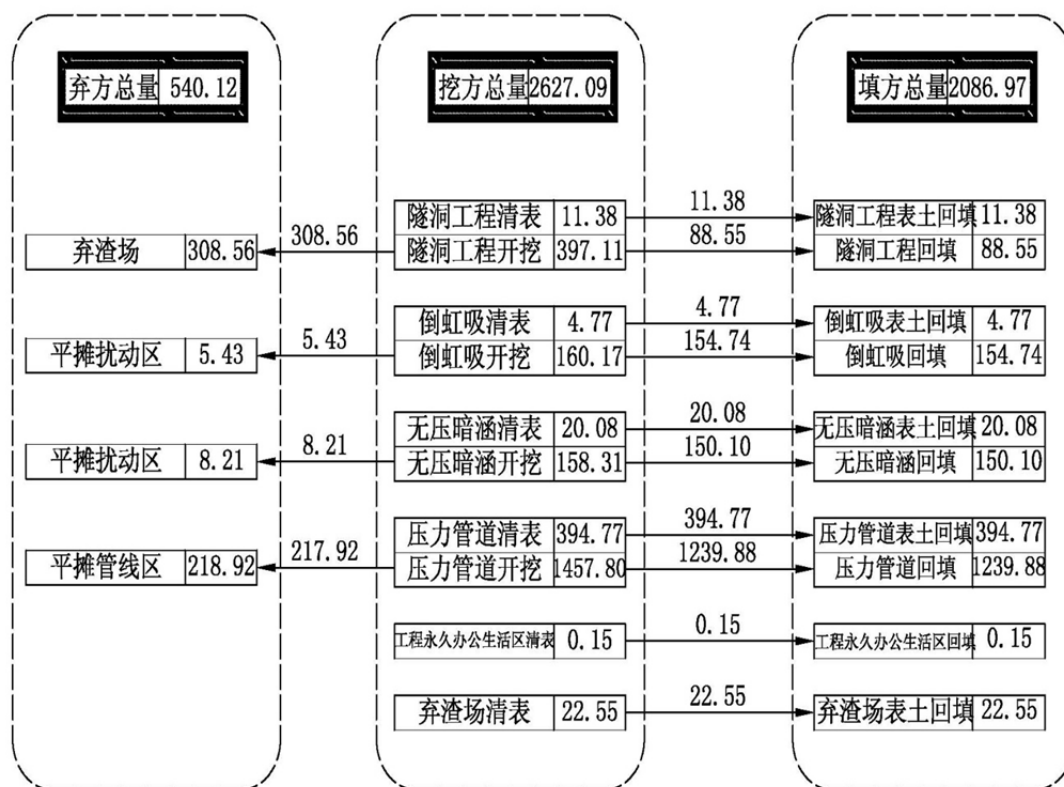 弃方总量 540.12
挖方总量 2627.09
填方总量 2086.97
隧洞工程清表 11.38
11.38
隧洞工程表土回填 11.38
弃渣场 308.56
308.56
隧洞工程开挖 397.11
88.55
隧洞工程回填 88.55
倒虹吸清表 4.77
4.77
倒虹吸表土回填 4.77
平摊扰动区 5.43
5.43
倒虹吸开挖 160.17
154.74
倒虹吸回填 154.74
无压暗涵清表 20.08
20.08
无压暗涵表土回填 20.08
平摊扰动区 8.21
8.21
无压暗涵开挖 158.31
150.10
无压暗涵回填 150.10
压力管道清表 394.77
394.77
压力管道表土回填 394.77
平摊管线区 218.92
217.92
压力管道开挖 1457.80
1239.88
压力管道回填 1239.88
工程永久办公生活区清表 0.15
0.15
工程永久办公生活区回填 0.15
弃渣场清表 22.55
22.55
弃渣场表土回填 22.55